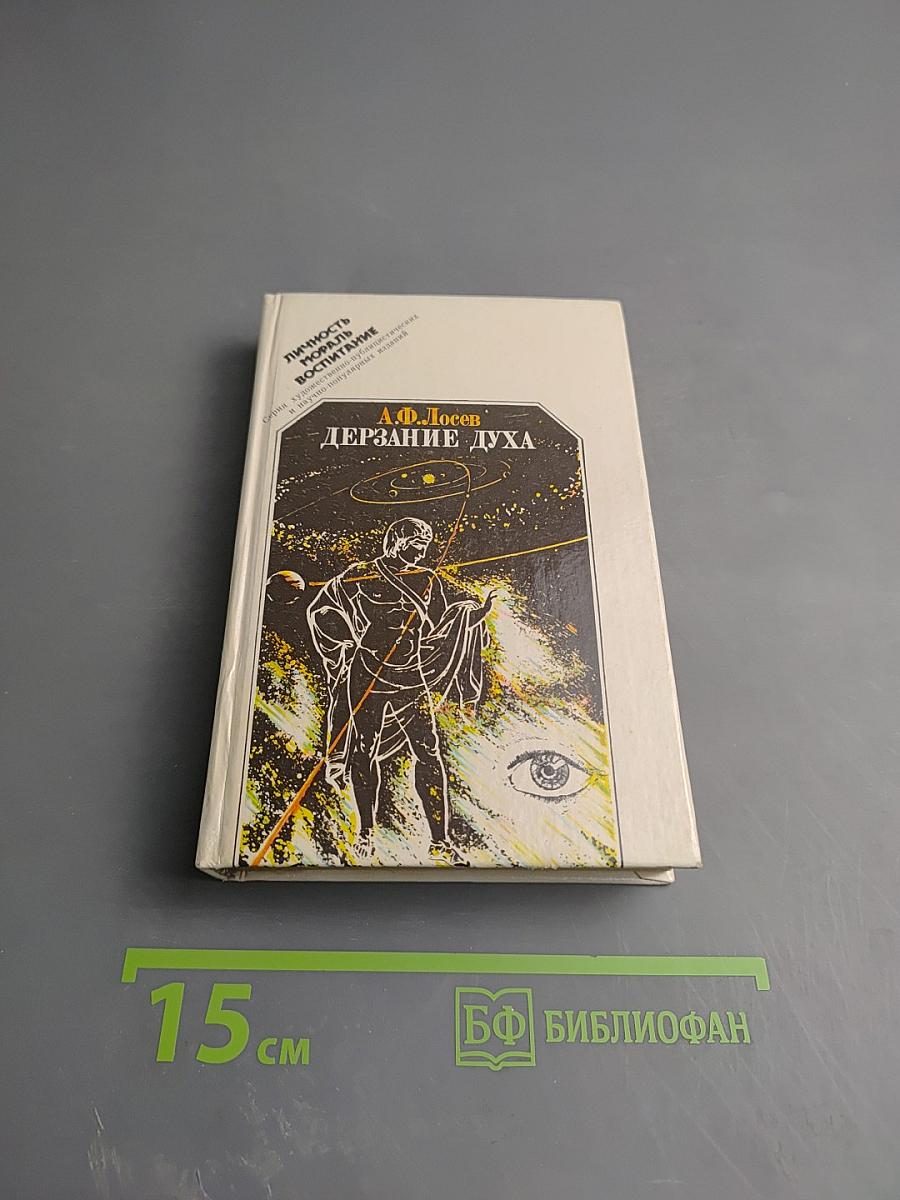 ЛИЧНОСТЬ
МОРАЛЬ
ВОСПИТАНИЕ
Серия художественно-публицистических
и научно-популярных изданий
А.Ф.Лосев
ДЕРЗАНИЕ ДУХА
15 см
БФ БИБЛИОФАН